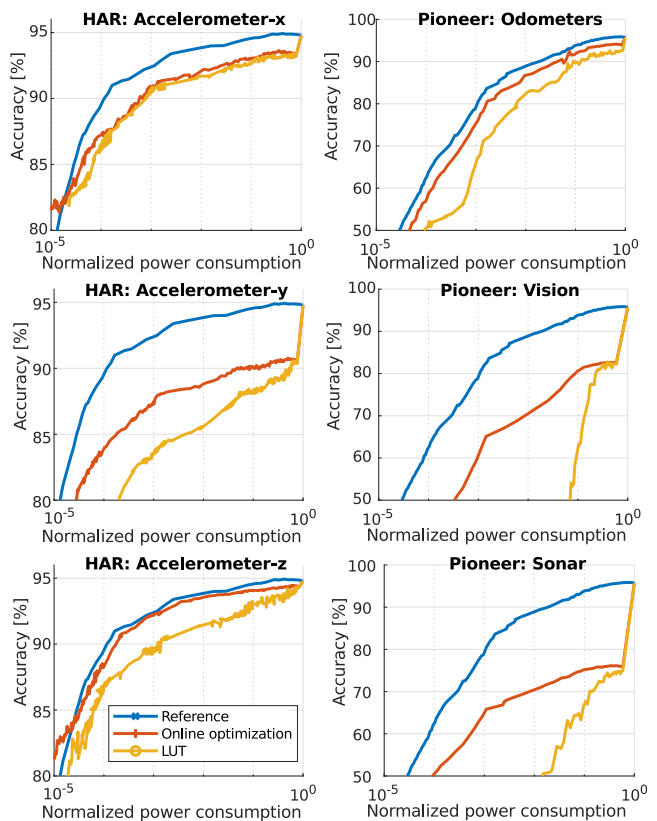 HAR: Accelerometer-x
Accuracy [%]
95
90
85
80
10^-5
10^0
Normalized power consumption
Pioneer: Odometers
Accuracy [%]
100
90
80
70
60
50
10^-5
10^0
Normalized power consumption
HAR: Accelerometer-y
Accuracy [%]
95
90
85
80
10^-5
10^0
Normalized power consumption
Pioneer: Vision
Accuracy [%]
100
90
80
70
60
50
10^-5
10^0
Normalized power consumption
HAR: Accelerometer-z
Accuracy [%]
95
90
85
80
Reference
Online optimization
LUT
10^-5
10^0
Normalized power consumption
Pioneer: Sonar
Accuracy [%]
100
90
80
70
60
50
10^-5
10^0
Normalized power consumption